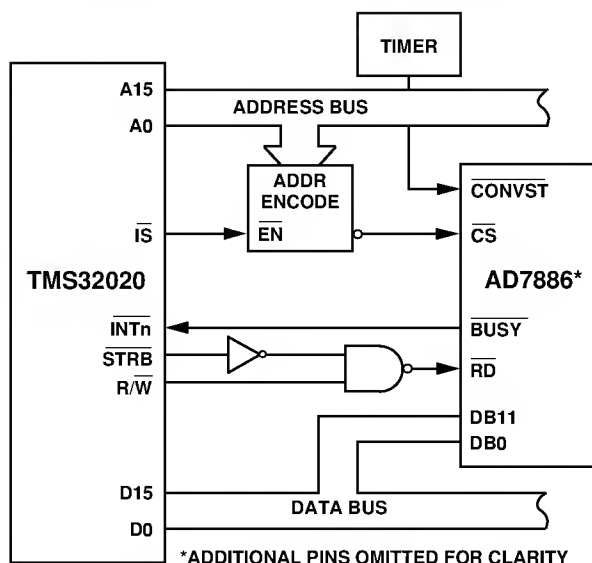 TIMER
A15
ADDRESS BUS
A0
ADDR
ENCODE
CONVST
IS
EN
CS
TMS32020
AD7886*
INTn
BUSY
STRB
RD
R/W
DB11
DB0
D15
DATA BUS
D0
*ADDITIONAL PINS OMITTED FOR CLARITY